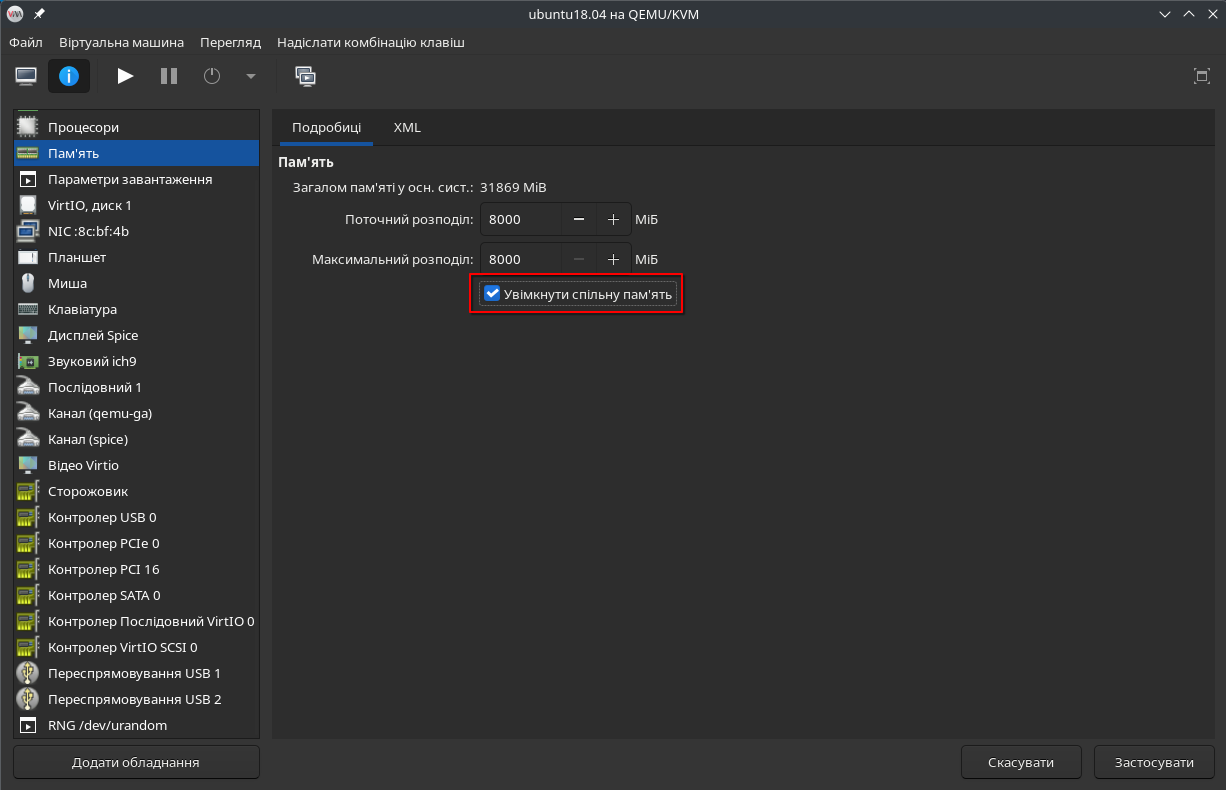 ubuntu18.04 на QEMU/KVM
Файл Віртуальна машина Перегляд Надіслати комбінацію клавіш
Процесори
Пам'ять
Параметри завантаження
VirtIO, диск 1
NIC :8c:bf:4b
Планшет
Миша
Клавіатура
Дисплей Spice
Звуковий ich9
Послідовний 1
Канал (qemu-ga)
Канал (spice)
Відео Virtio
Сторожовик
Контролер USB 0
Контролер PCIe 0
Контролер PCI 16
Контролер SATA 0
Контролер Послідовний VirtIO 0
Контролер VirtIO SCSI 0
Переспрямовування USB 1
Переспрямовування USB 2
RNG /dev/urandom
Додати обладнання
Подробиці XML
Пам'ять
Загалом пам'яті у осн. сист.: 31869 MiB
Поточний розподіл: 8000 МіБ
Максимальний розподіл: 8000 МіБ
Увімкнути спільну пам'ять
Скасувати Застосувати